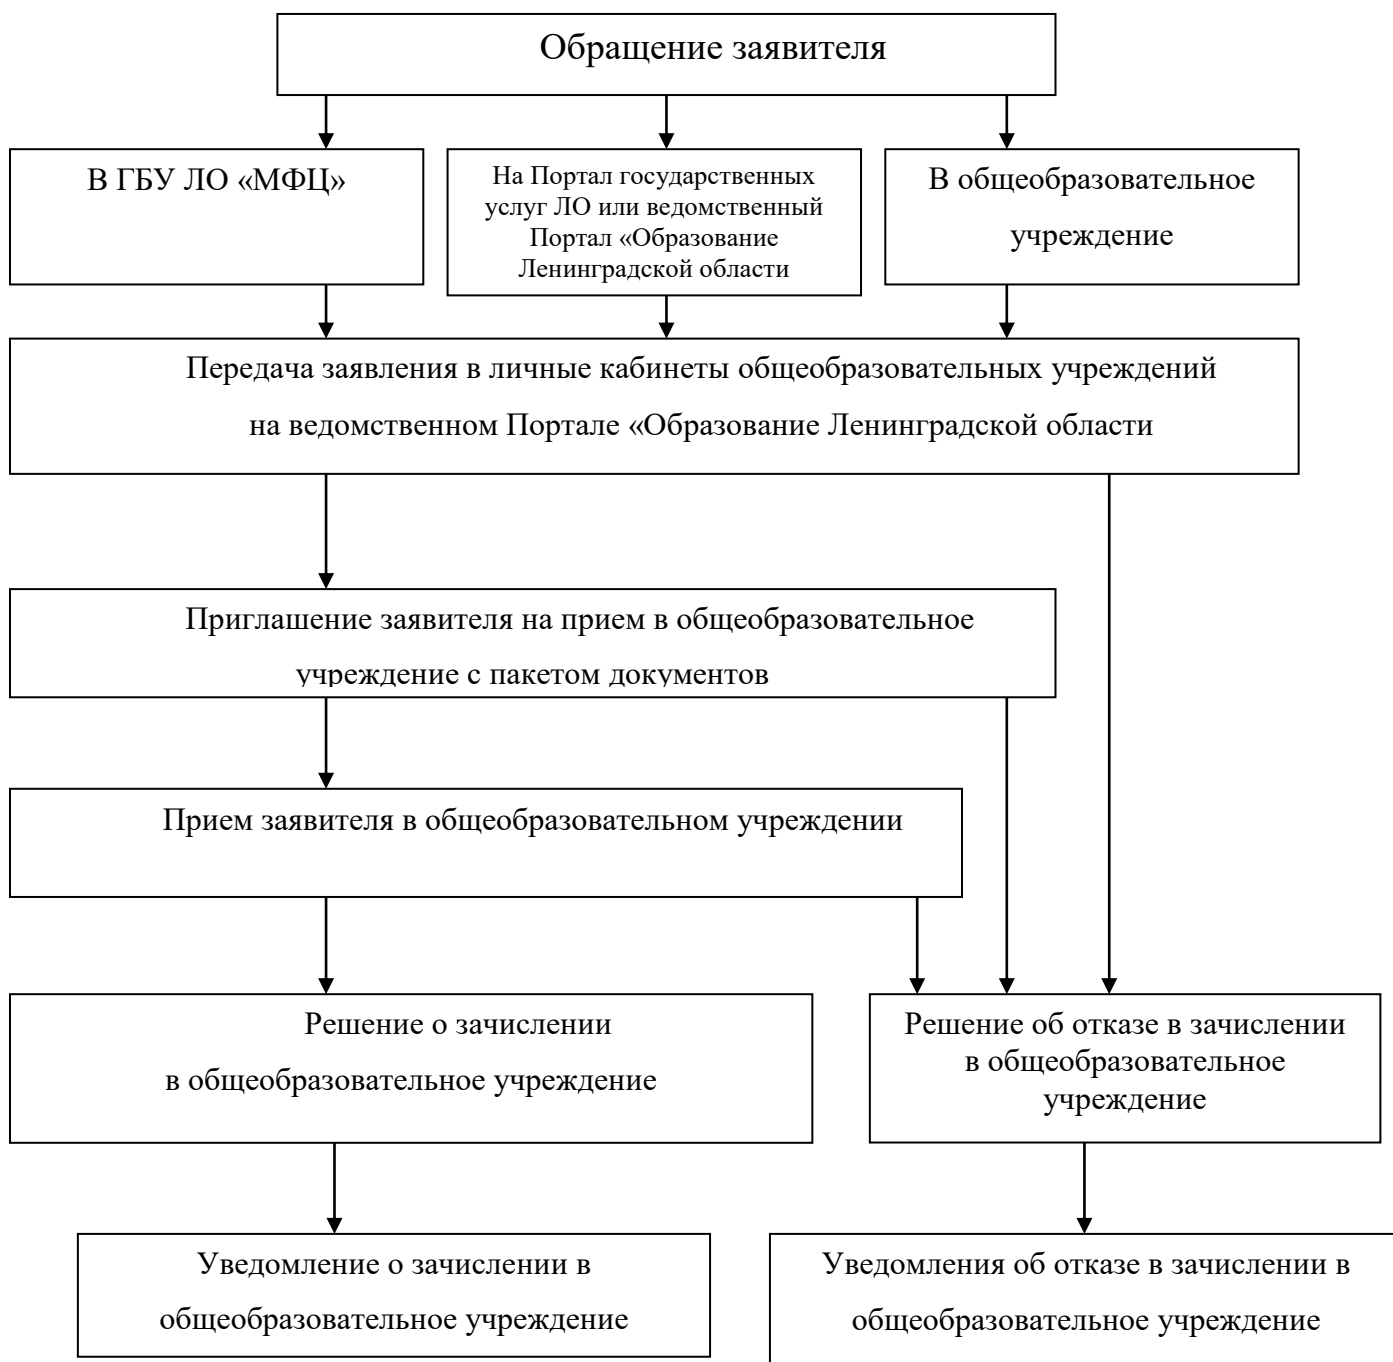 Обращение заявителя
В ГБУ ЛО «МФЦ»
На Портал государственных
услуг ЛО или ведомственный
Портал «Образование
Ленинградской области
В общеобразовательное
учреждение
Передача заявления в личные кабинеты общеобразовательных учреждений
на ведомственном Портале «Образование Ленинградской области
Приглашение заявителя на прием в общеобразовательное
учреждение с пакетом документов
Прием заявителя в общеобразовательном учреждении
Решение о зачислении
в общеобразовательное учреждение
Решение об отказе в зачислении
в общеобразовательное
учреждение
Уведомление о зачислении в
общеобразовательное учреждение
Уведомления об отказе в зачислении в
общеобразовательное учреждение